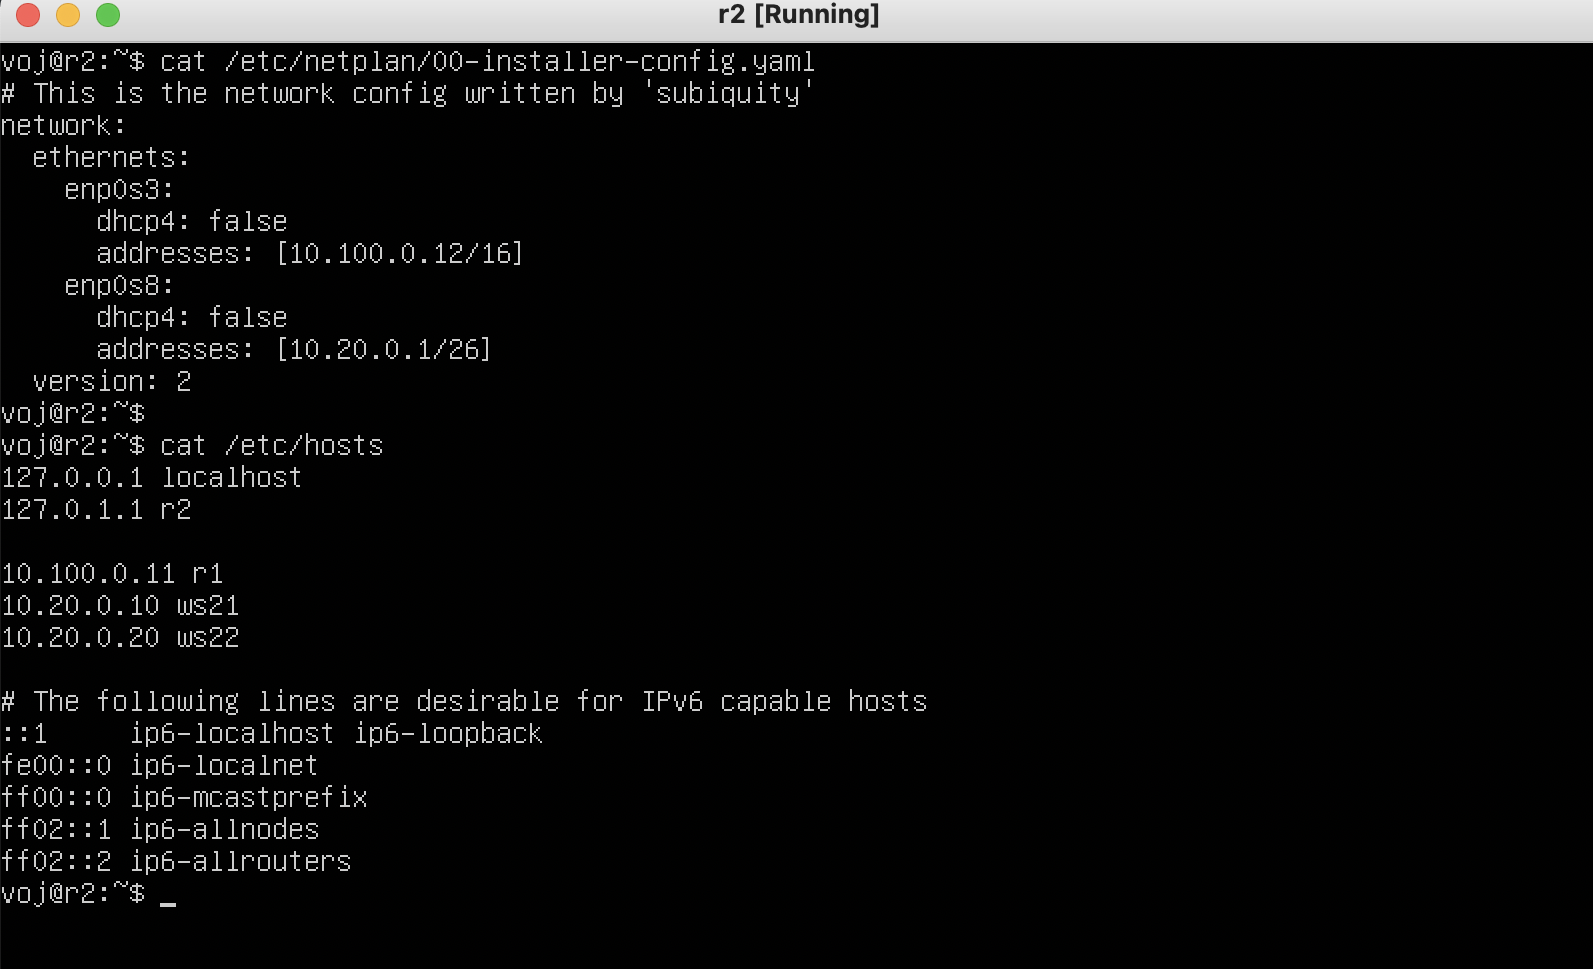 r2 [Running]
voj@r2:~$ cat /etc/netplan/00-installer-config.yaml
# This is the network config written by 'subiquity'
network:
  ethernets:
    enp0s3:
      dhcp4: false
      addresses: [10.100.0.12/16]
    enp0s8:
      dhcp4: false
      addresses: [10.20.0.1/26]
  version: 2
voj@r2:~$
voj@r2:~$ cat /etc/hosts
127.0.0.1 localhost
127.0.1.1 r2

10.100.0.11 r1
10.20.0.10 ws21
10.20.0.20 ws22

# The following lines are desirable for IPv6 capable hosts
::1     ip6-localhost ip6-loopback
fe00::0 ip6-localnet
ff00::0 ip6-mcastprefix
ff02::1 ip6-allnodes
ff02::2 ip6-allrouters
voj@r2:~$ _